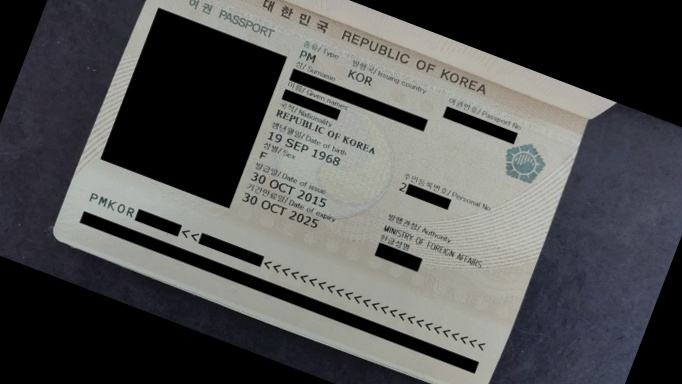 여권 PASSPORT
대한민국 REPUBLIC OF KOREA
종류/ Type 발행국/ Issuing country 여권번호/ Passport No
PM KOR
성/ Surname
이름/ Given names
국적/ Nationality
REPUBLIC OF KOREA
생년월일/ Date of birth
19 SEP 1968
성별/ Sex 주민등록번호/ Personal No
F 2
발급일/ Date of issue 발행관청/ Authority
30 OCT 2015 MINISTRY OF FOREIGN AFFAIRS
기간만료일/ Date of expiry 한글성명
30 OCT 2025
PMKOR<<<<<<<<<<<<<<<<<<<<<<<<<<<